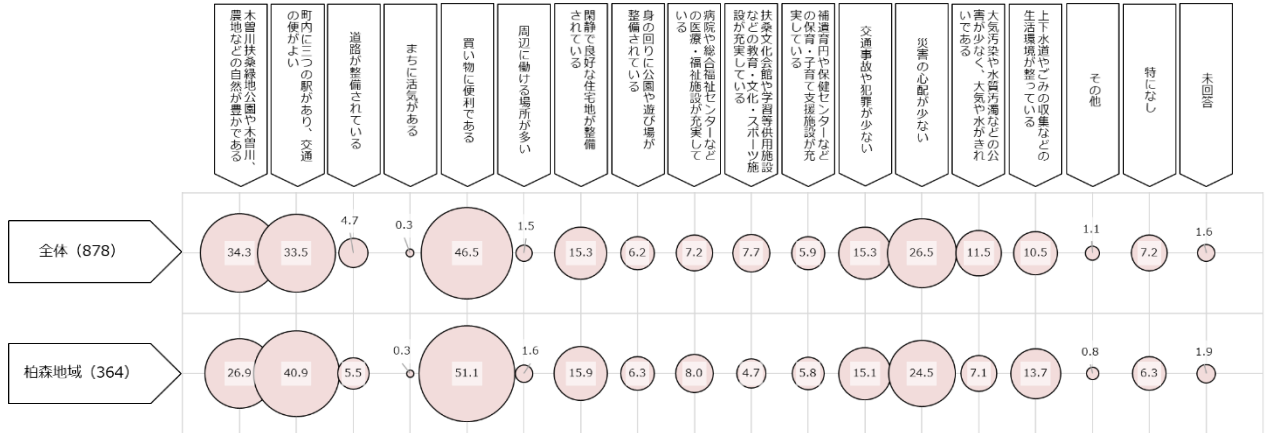 木曽川扶桑緑地公園や木曽川、
農地などの自然が豊かである
町内に三つの駅があり、交通
の便がよい
道路が整備されている
まちに活気がある
買い物に便利である
周辺に働ける場所が多い
閑静で良好な住宅地が整備
されている
身の回りに公園や遊び場が
整備されている
病院や総合福祉センターなど
の医療・福祉施設が充実して
いる
扶桑文化会館や学習等供用施設
などの教育・文化・スポーツ施
設が充実している
補遺育円や保健センターなど
の保育・子育て支援施設が充
実している
交通事故や犯罪が少ない
災害の心配が少ない
大気汚染や水質汚濁などの公
害が少なく、大気や水がきれ
いである
上下水道やごみの収集などの
生活環境が整っている
その他
特になし
未回答
全体（878）
34.3
33.5
4.7
0.3
46.5
1.5
15.3
6.2
7.2
7.7
5.9
15.3
26.5
11.5
10.5
1.1
7.2
1.6
柏森地域（364）
26.9
40.9
5.5
0.3
51.1
1.6
15.9
6.3
8.0
4.7
5.8
15.1
24.5
7.1
13.7
0.8
6.3
1.9